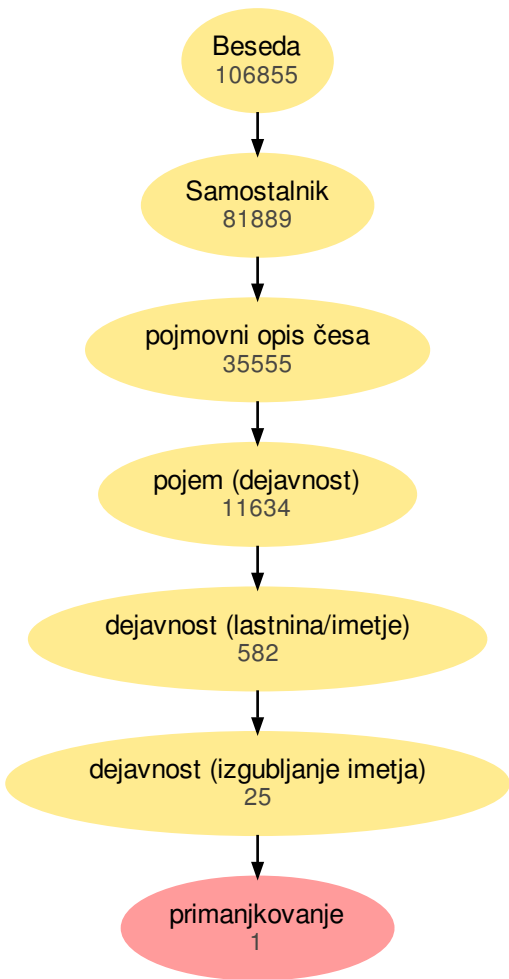 Beseda
106855
Samostalnik
81889
pojmovni opis česa
35555
pojem (dejavnost)
11634
dejavnost (lastnina/imetje)
582
dejavnost (izgubljanje imetja)
25
primanjkovanje
1